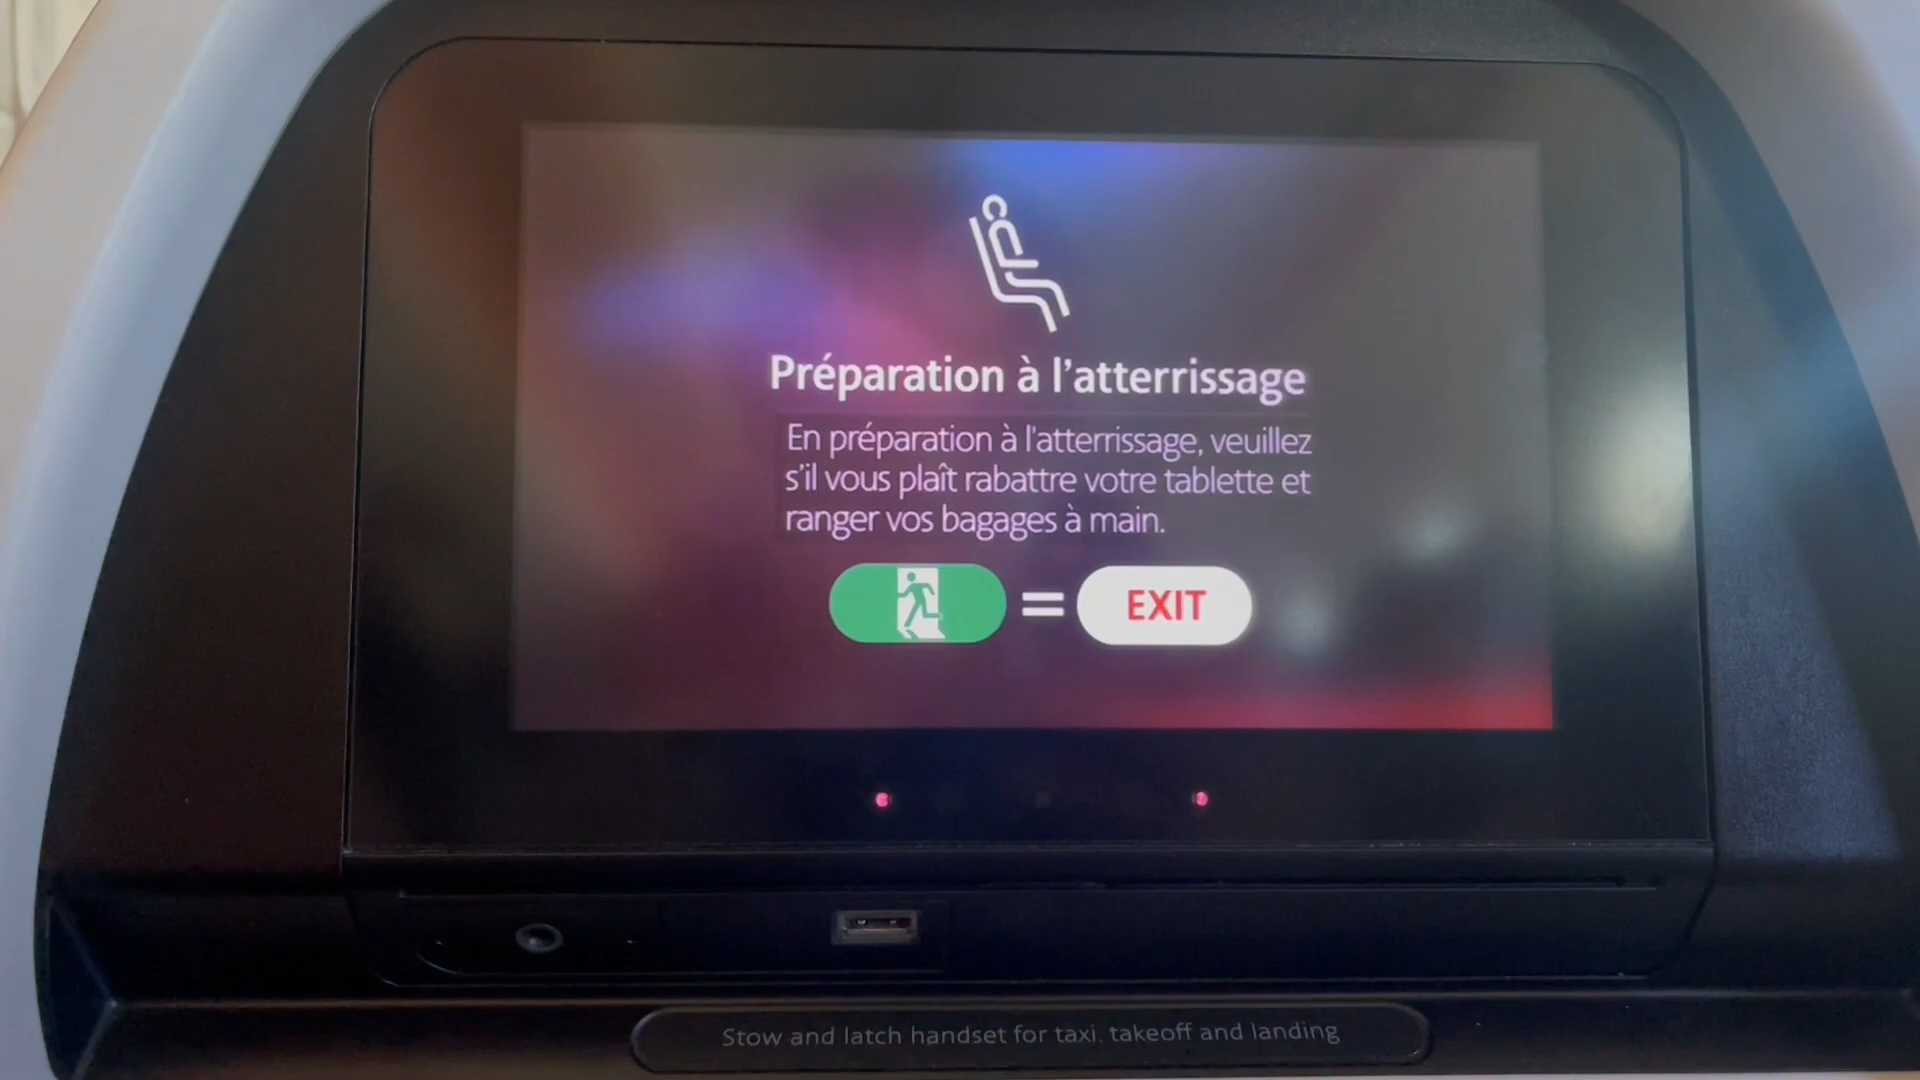 Préparation à l'atterrissage
En préparation à l'atterrissage, veuillez
s'il vous plaît rabattre votre tablette et
ranger vos bagages à main.
= EXIT
Stow and latch handset for taxi. takeoff and landing